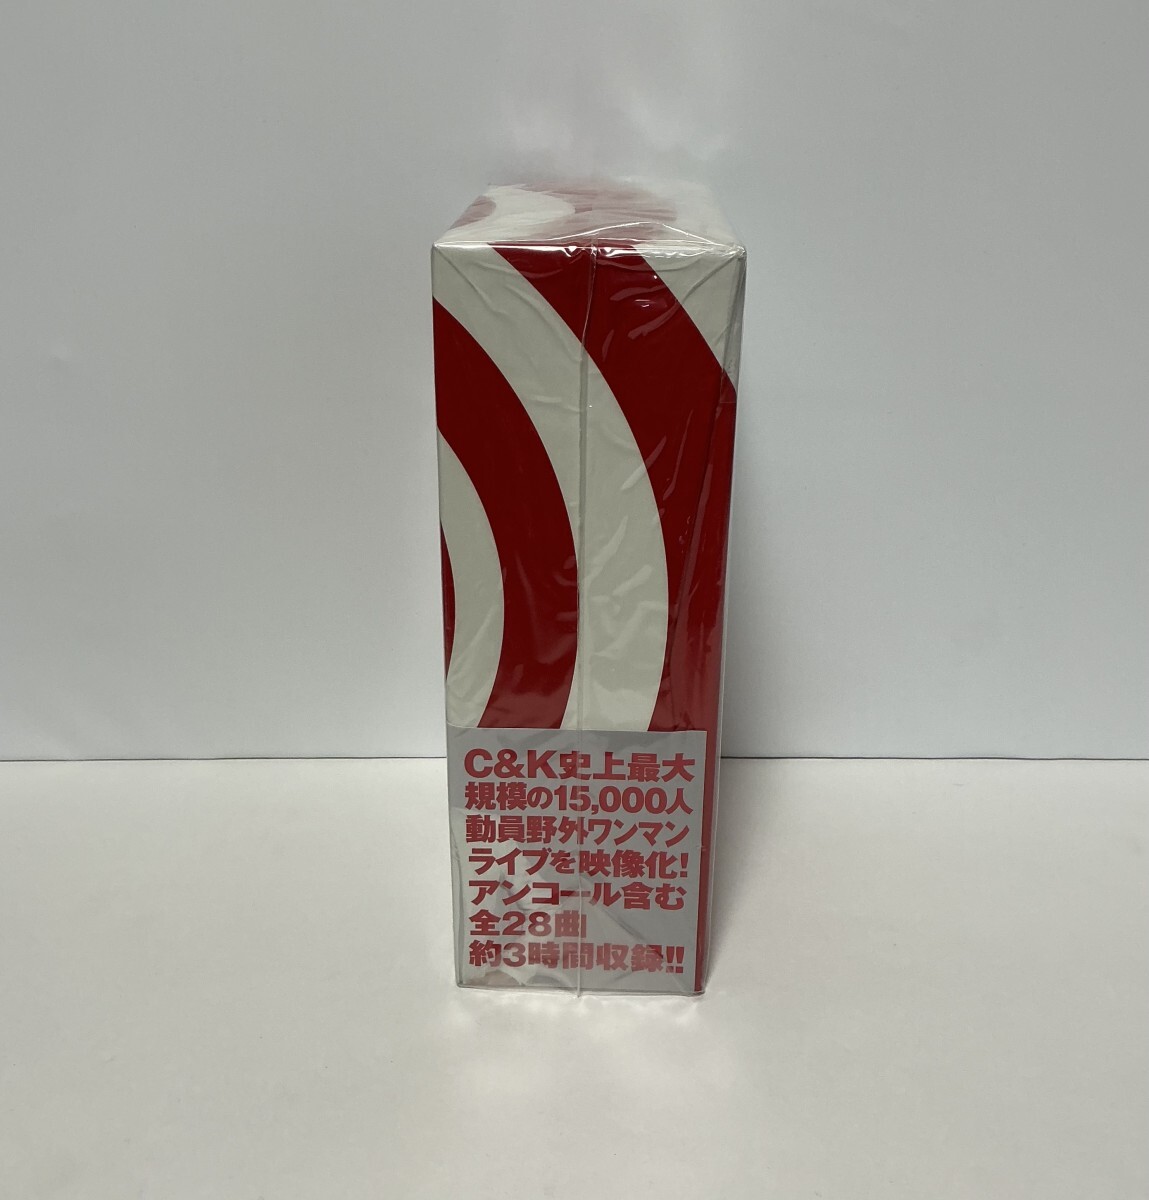 C&K史上最大
規模の15,000人
動員野外ワンマン
ライブを映像化!
アンコール含む
全28曲
約3時間収録!!